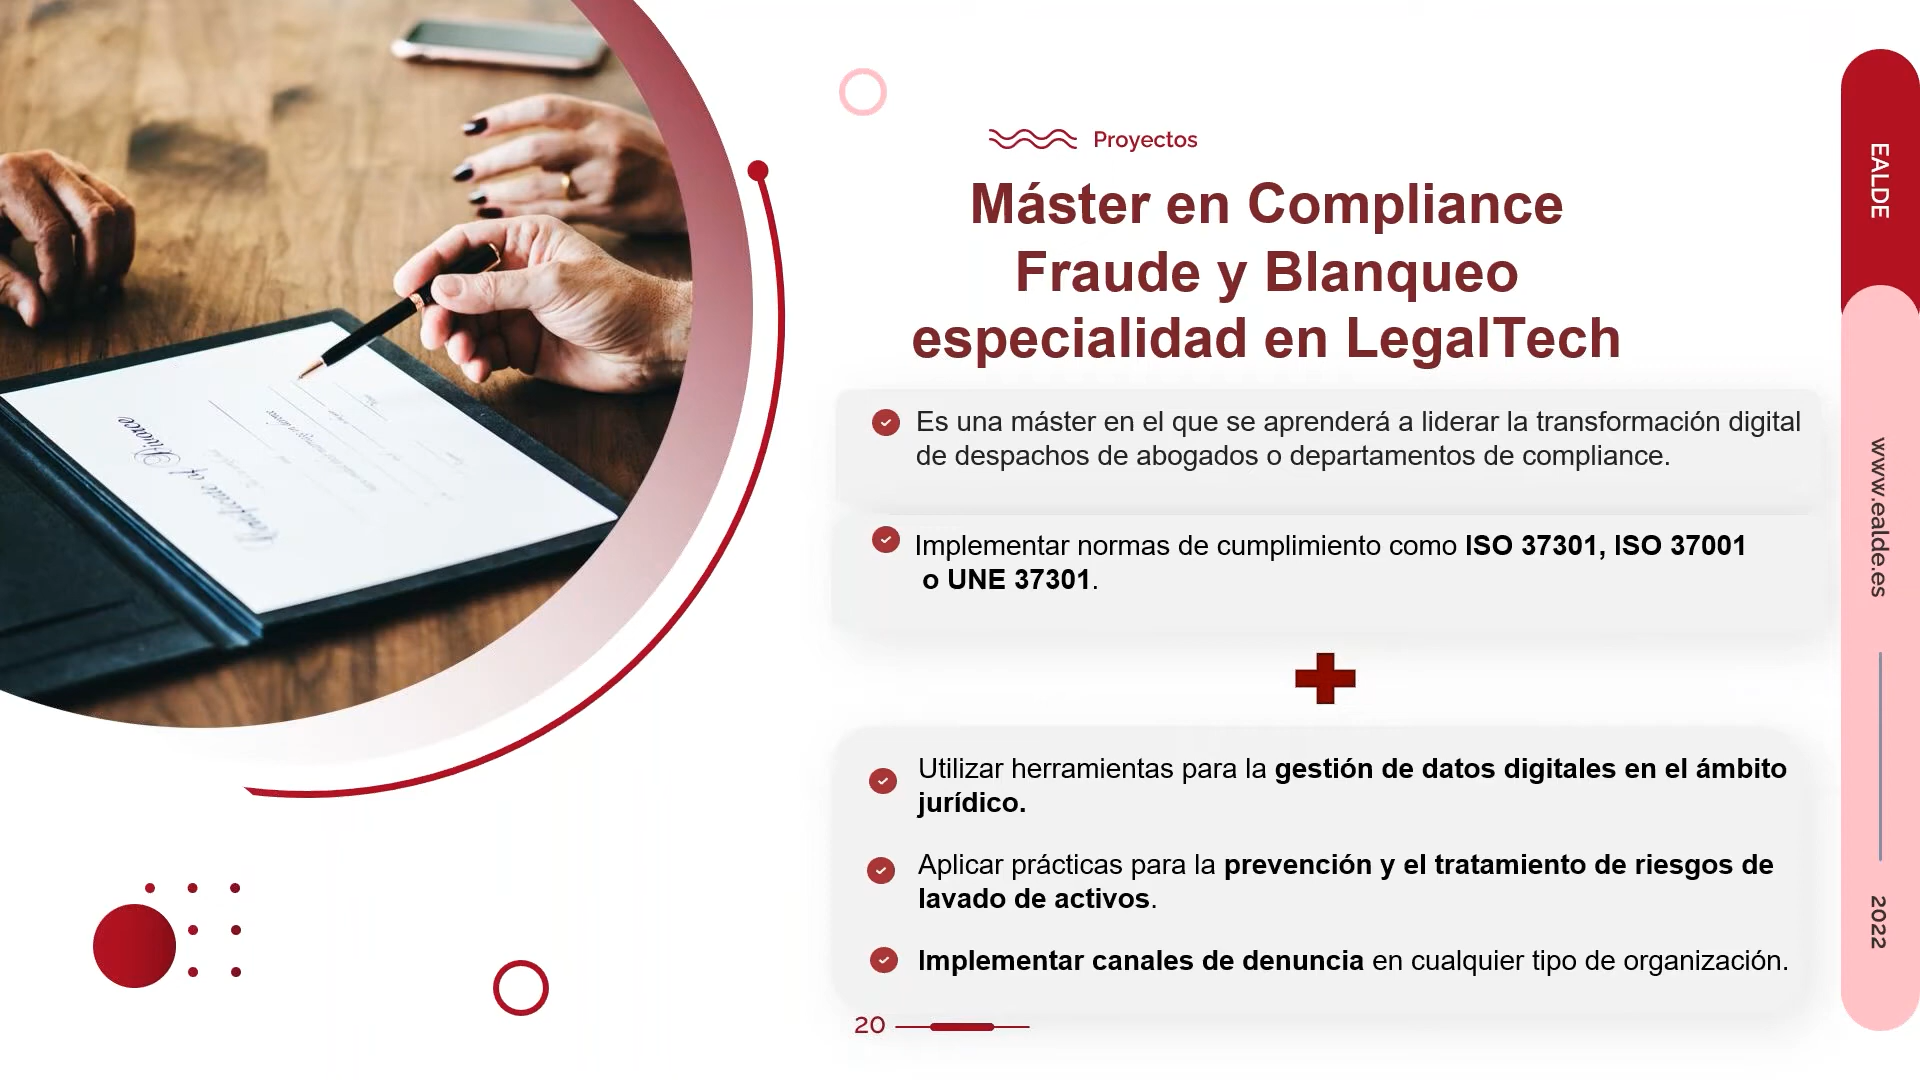 Proyectos
Máster en Compliance
Fraude y Blanqueo
especialidad en LegalTech
Es una máster en el que se aprenderá a liderar la transformación digital
de despachos de abogados o departamentos de compliance.
Implementar normas de cumplimiento como ISO 37301, ISO 37001
o UNE 37301.
Utilizar herramientas para la gestión de datos digitales en el ámbito
jurídico.
Aplicar prácticas para la prevención y el tratamiento de riesgos de
lavado de activos.
Implementar canales de denuncia en cualquier tipo de organización.
20
EALDE
www.ealde.es
2022
Certificate of Divorce